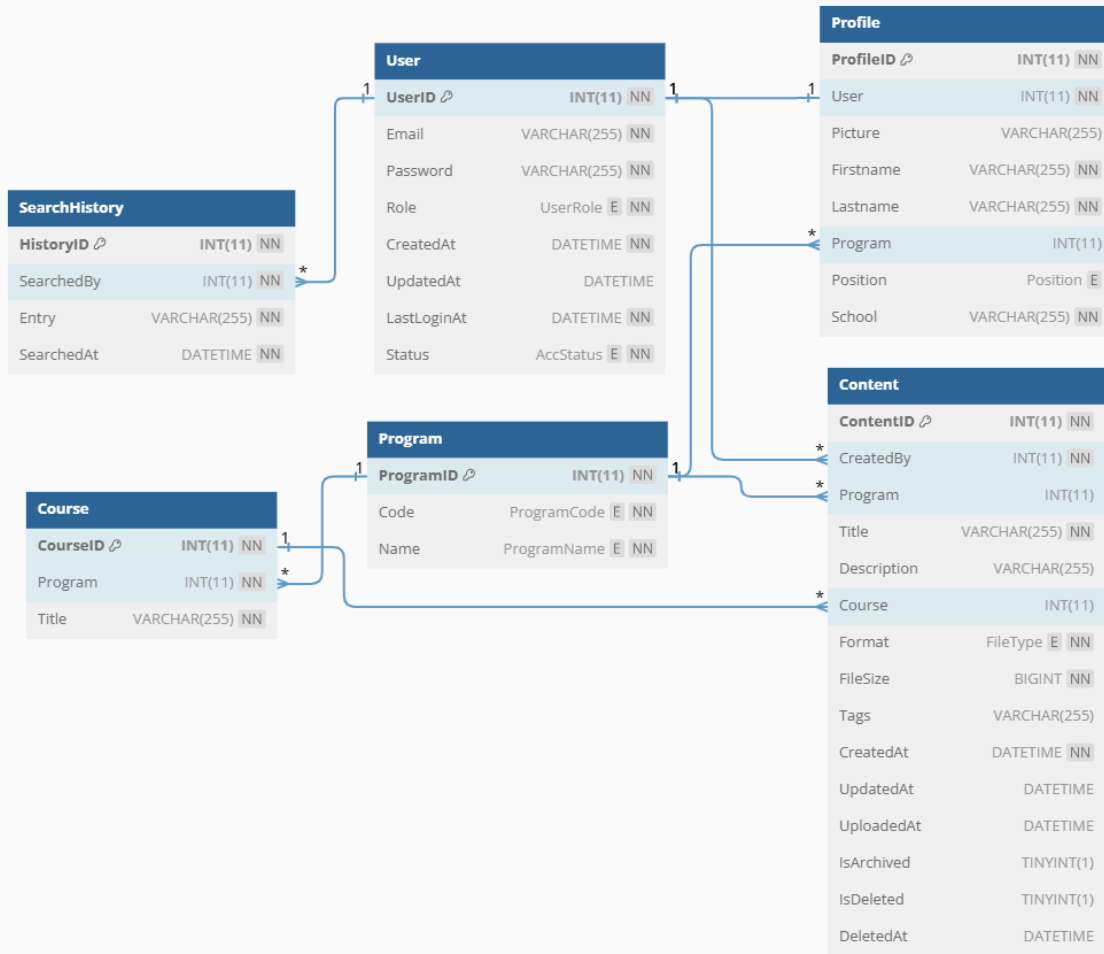 Profile
ProfileID INT(11) NN
User INT(11) NN
Picture VARCHAR(255)
Firstname VARCHAR(255) NN
Lastname VARCHAR(255) NN
Program INT(11)
Position Position E
School VARCHAR(255) NN
1
*
User
UserID INT(11) NN
Email VARCHAR(255) NN
Password VARCHAR(255) NN
Role UserRole E NN
CreatedAt DATETIME NN
UpdatedAt DATETIME
LastLoginAt DATETIME NN
Status AccStatus E NN
1
1
SearchHistory
HistoryID INT(11) NN
SearchedBy INT(11) NN
Entry VARCHAR(255) NN
SearchedAt DATETIME NN
*
Program
ProgramID INT(11) NN
Code ProgramCode E NN
Name ProgramName E NN
1
1
Course
CourseID INT(11) NN
Program INT(11) NN
Title VARCHAR(255) NN
1
*
Content
ContentID INT(11) NN
CreatedBy INT(11) NN
Program INT(11)
Title VARCHAR(255) NN
Description VARCHAR(255)
Course INT(11)
Format FileType E NN
FileSize BIGINT NN
Tags VARCHAR(255)
CreatedAt DATETIME NN
UpdatedAt DATETIME
UploadedAt DATETIME
IsArchived TINYINT(1)
IsDeleted TINYINT(1)
DeletedAt DATETIME
*
*
*